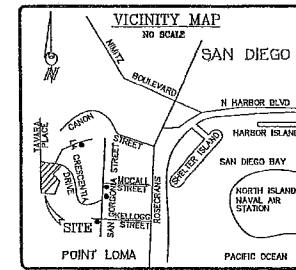 VICINITY MAP
NO SCALE
NIMITZ
BOULEVARD
SAN DIEGO
N
N HARBOR BLVD
HARBOR ISLAND
CANON
STREET
TAVARA
PLACE
CRESCENTA
DRIVE
SAN GORGONIA
STREET
MCCALL
STREET
KELLOGG
STREET
ROSECRANS
SHELTER ISLAND
SAN DIEGO BAY
NORTH ISLAND
NAVAL AIR
STATION
SITE
POINT LOMA
PACIFIC OCEAN